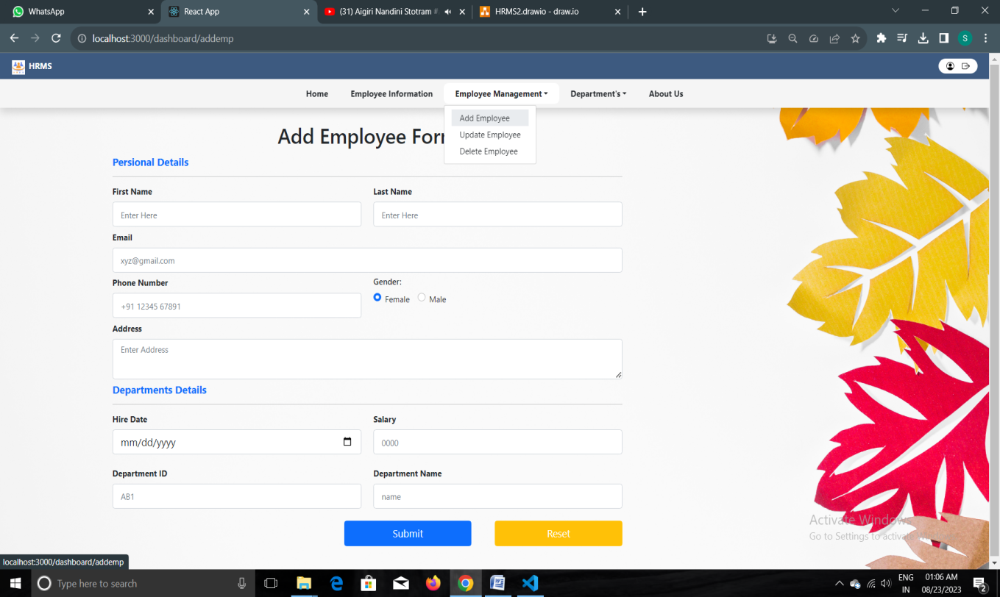 WhatsApp
React App
(31) Aigiri Nandini Stotram
HRMS2.drawio - draw.io
localhost:3000/dashboard/addemp
S
HRMS
Home
Employee Information
Employee Management
Department's
About Us
Add Employee
Update Employee
Delete Employee
Add Employee For
Persional Details
First Name
Last Name
Enter Here
Enter Here
Email
xyz@gmail.com
Phone Number
Gender:
+91 12345 67891
Female
Male
Address
Enter Address
Departments Details
Hire Date
Salary
mm/dd/yyyy
0000
Department ID
Department Name
AB1
name
Submit
Reset
Activate Windows
Go to Settings to activate
localhost:3000/dashboard/addemp
Type here to search
ENG
IN
01:06 AM
08/23/2023
2